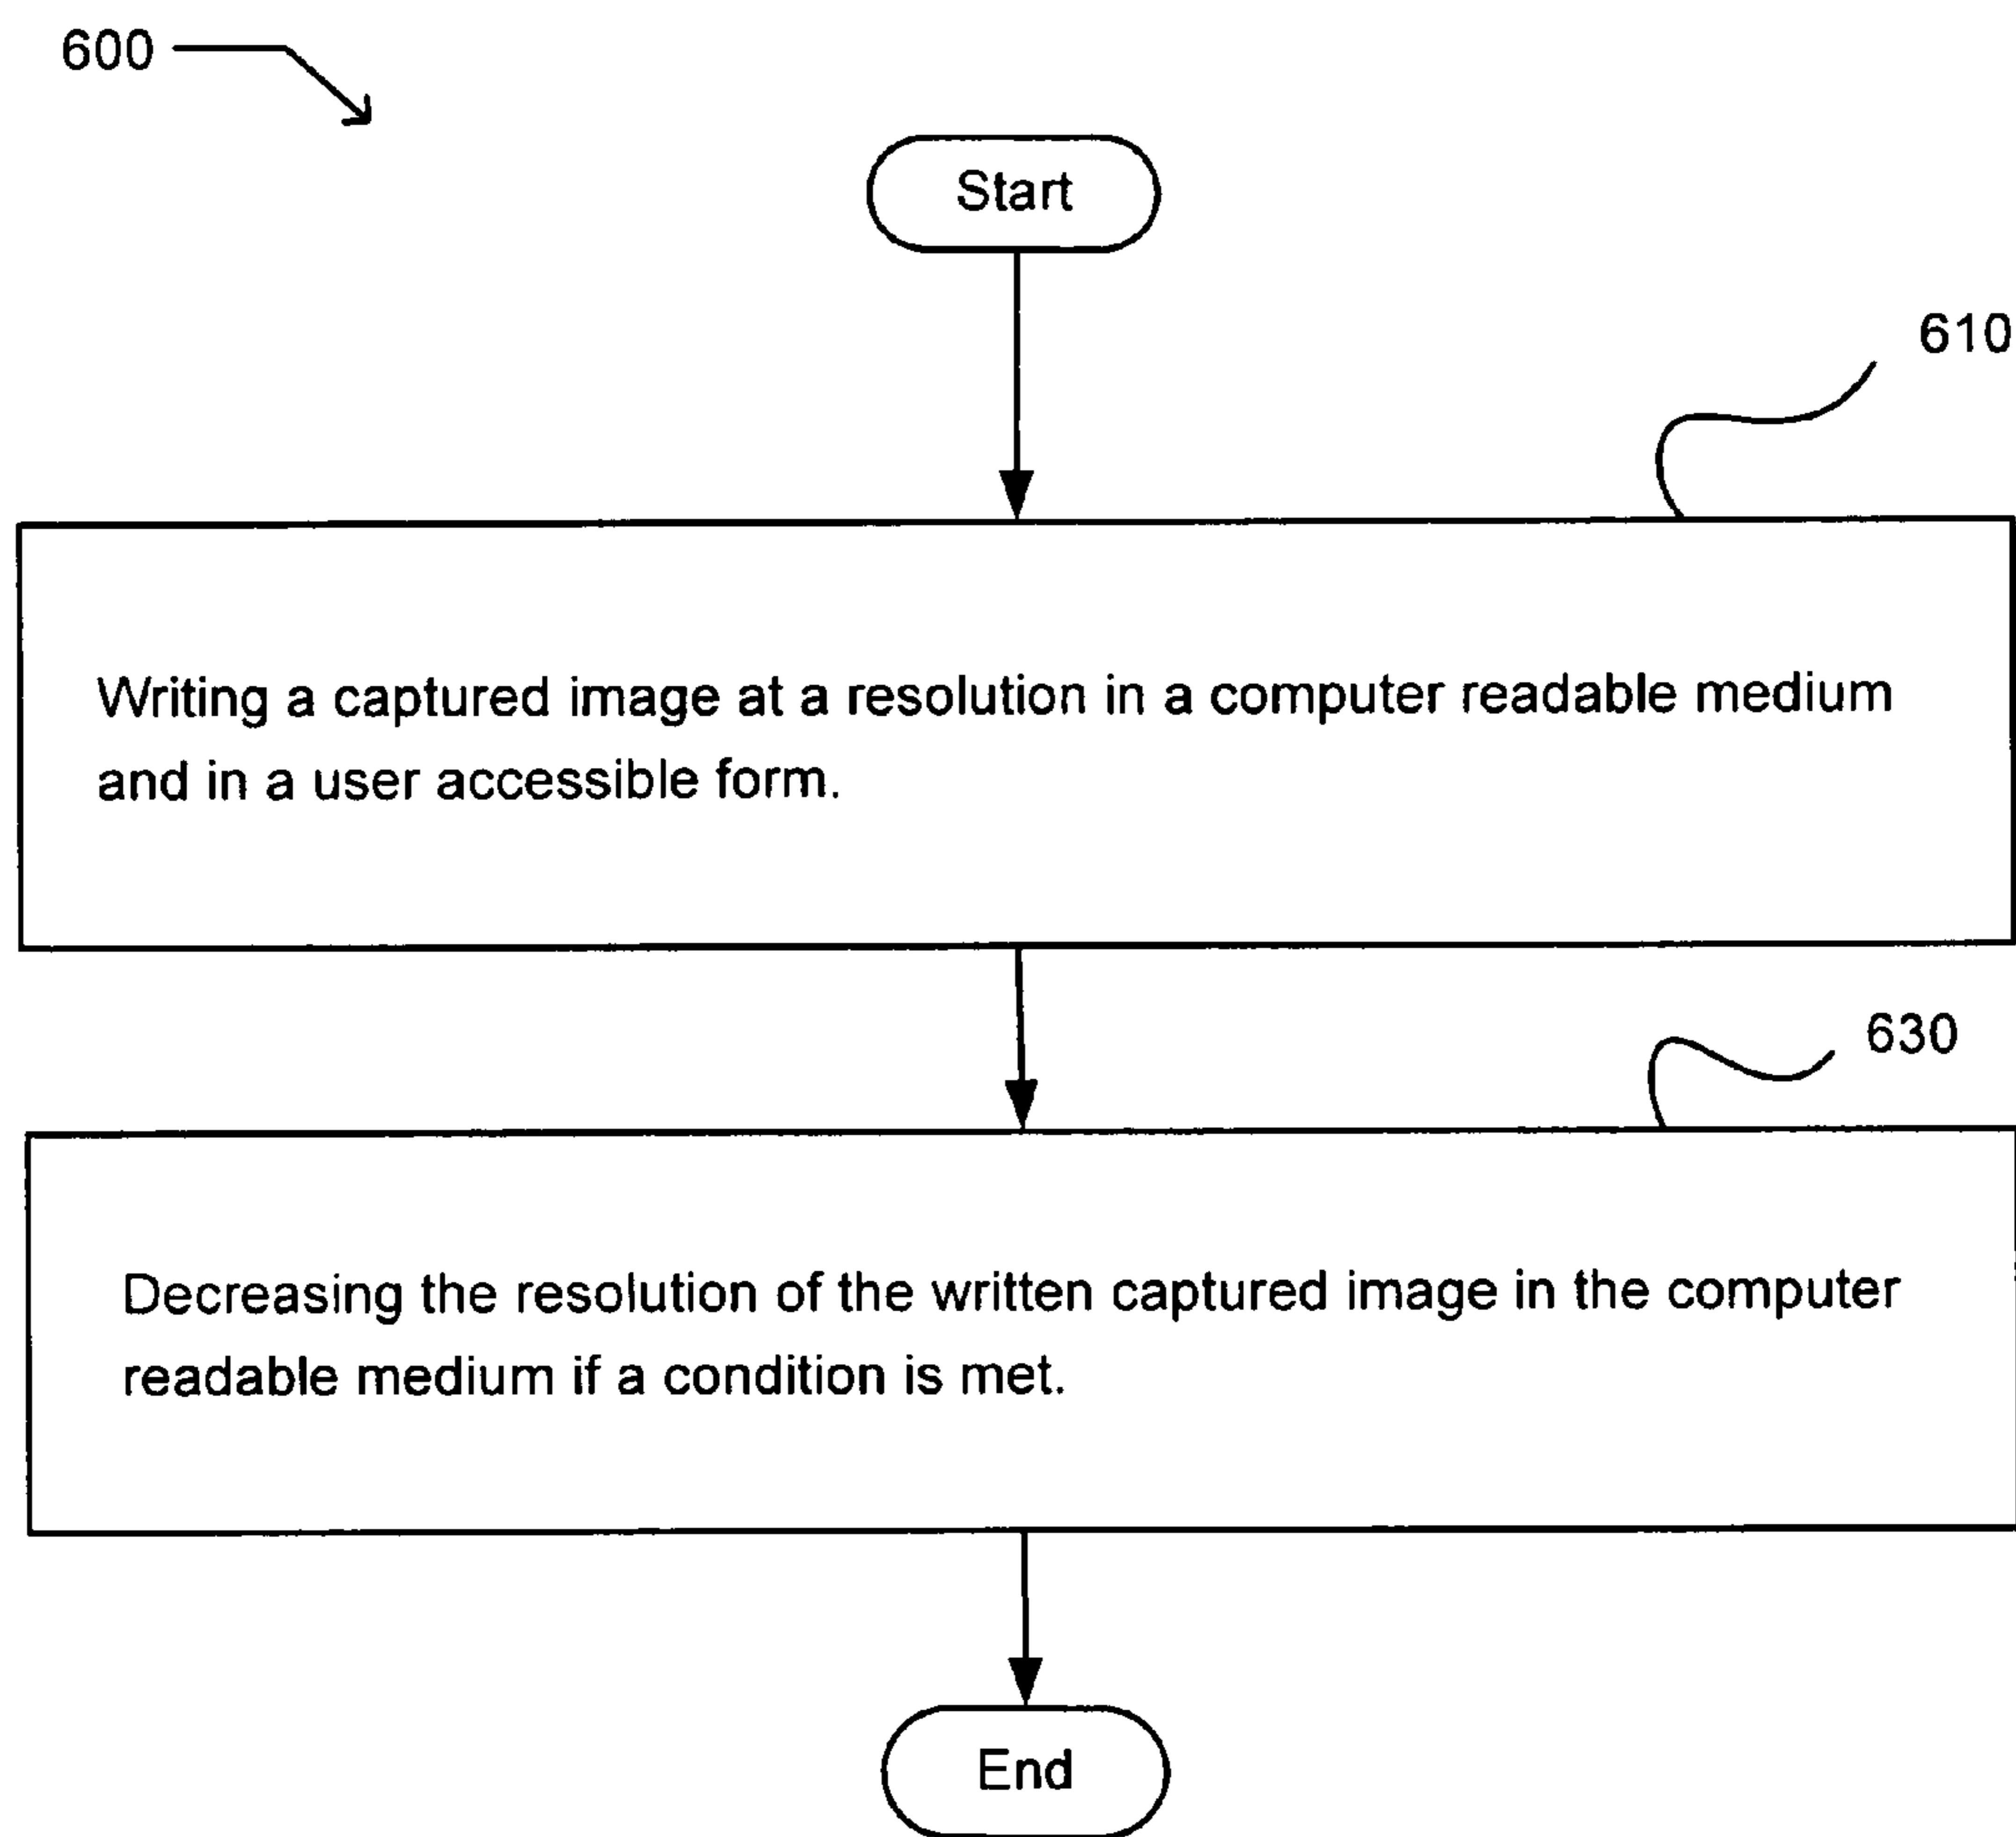 600
Start
610
Writing a captured image at a resolution in a computer readable medium
and in a user accessible form.
630
Decreasing the resolution of the written captured image in the computer
readable medium if a condition is met.
End